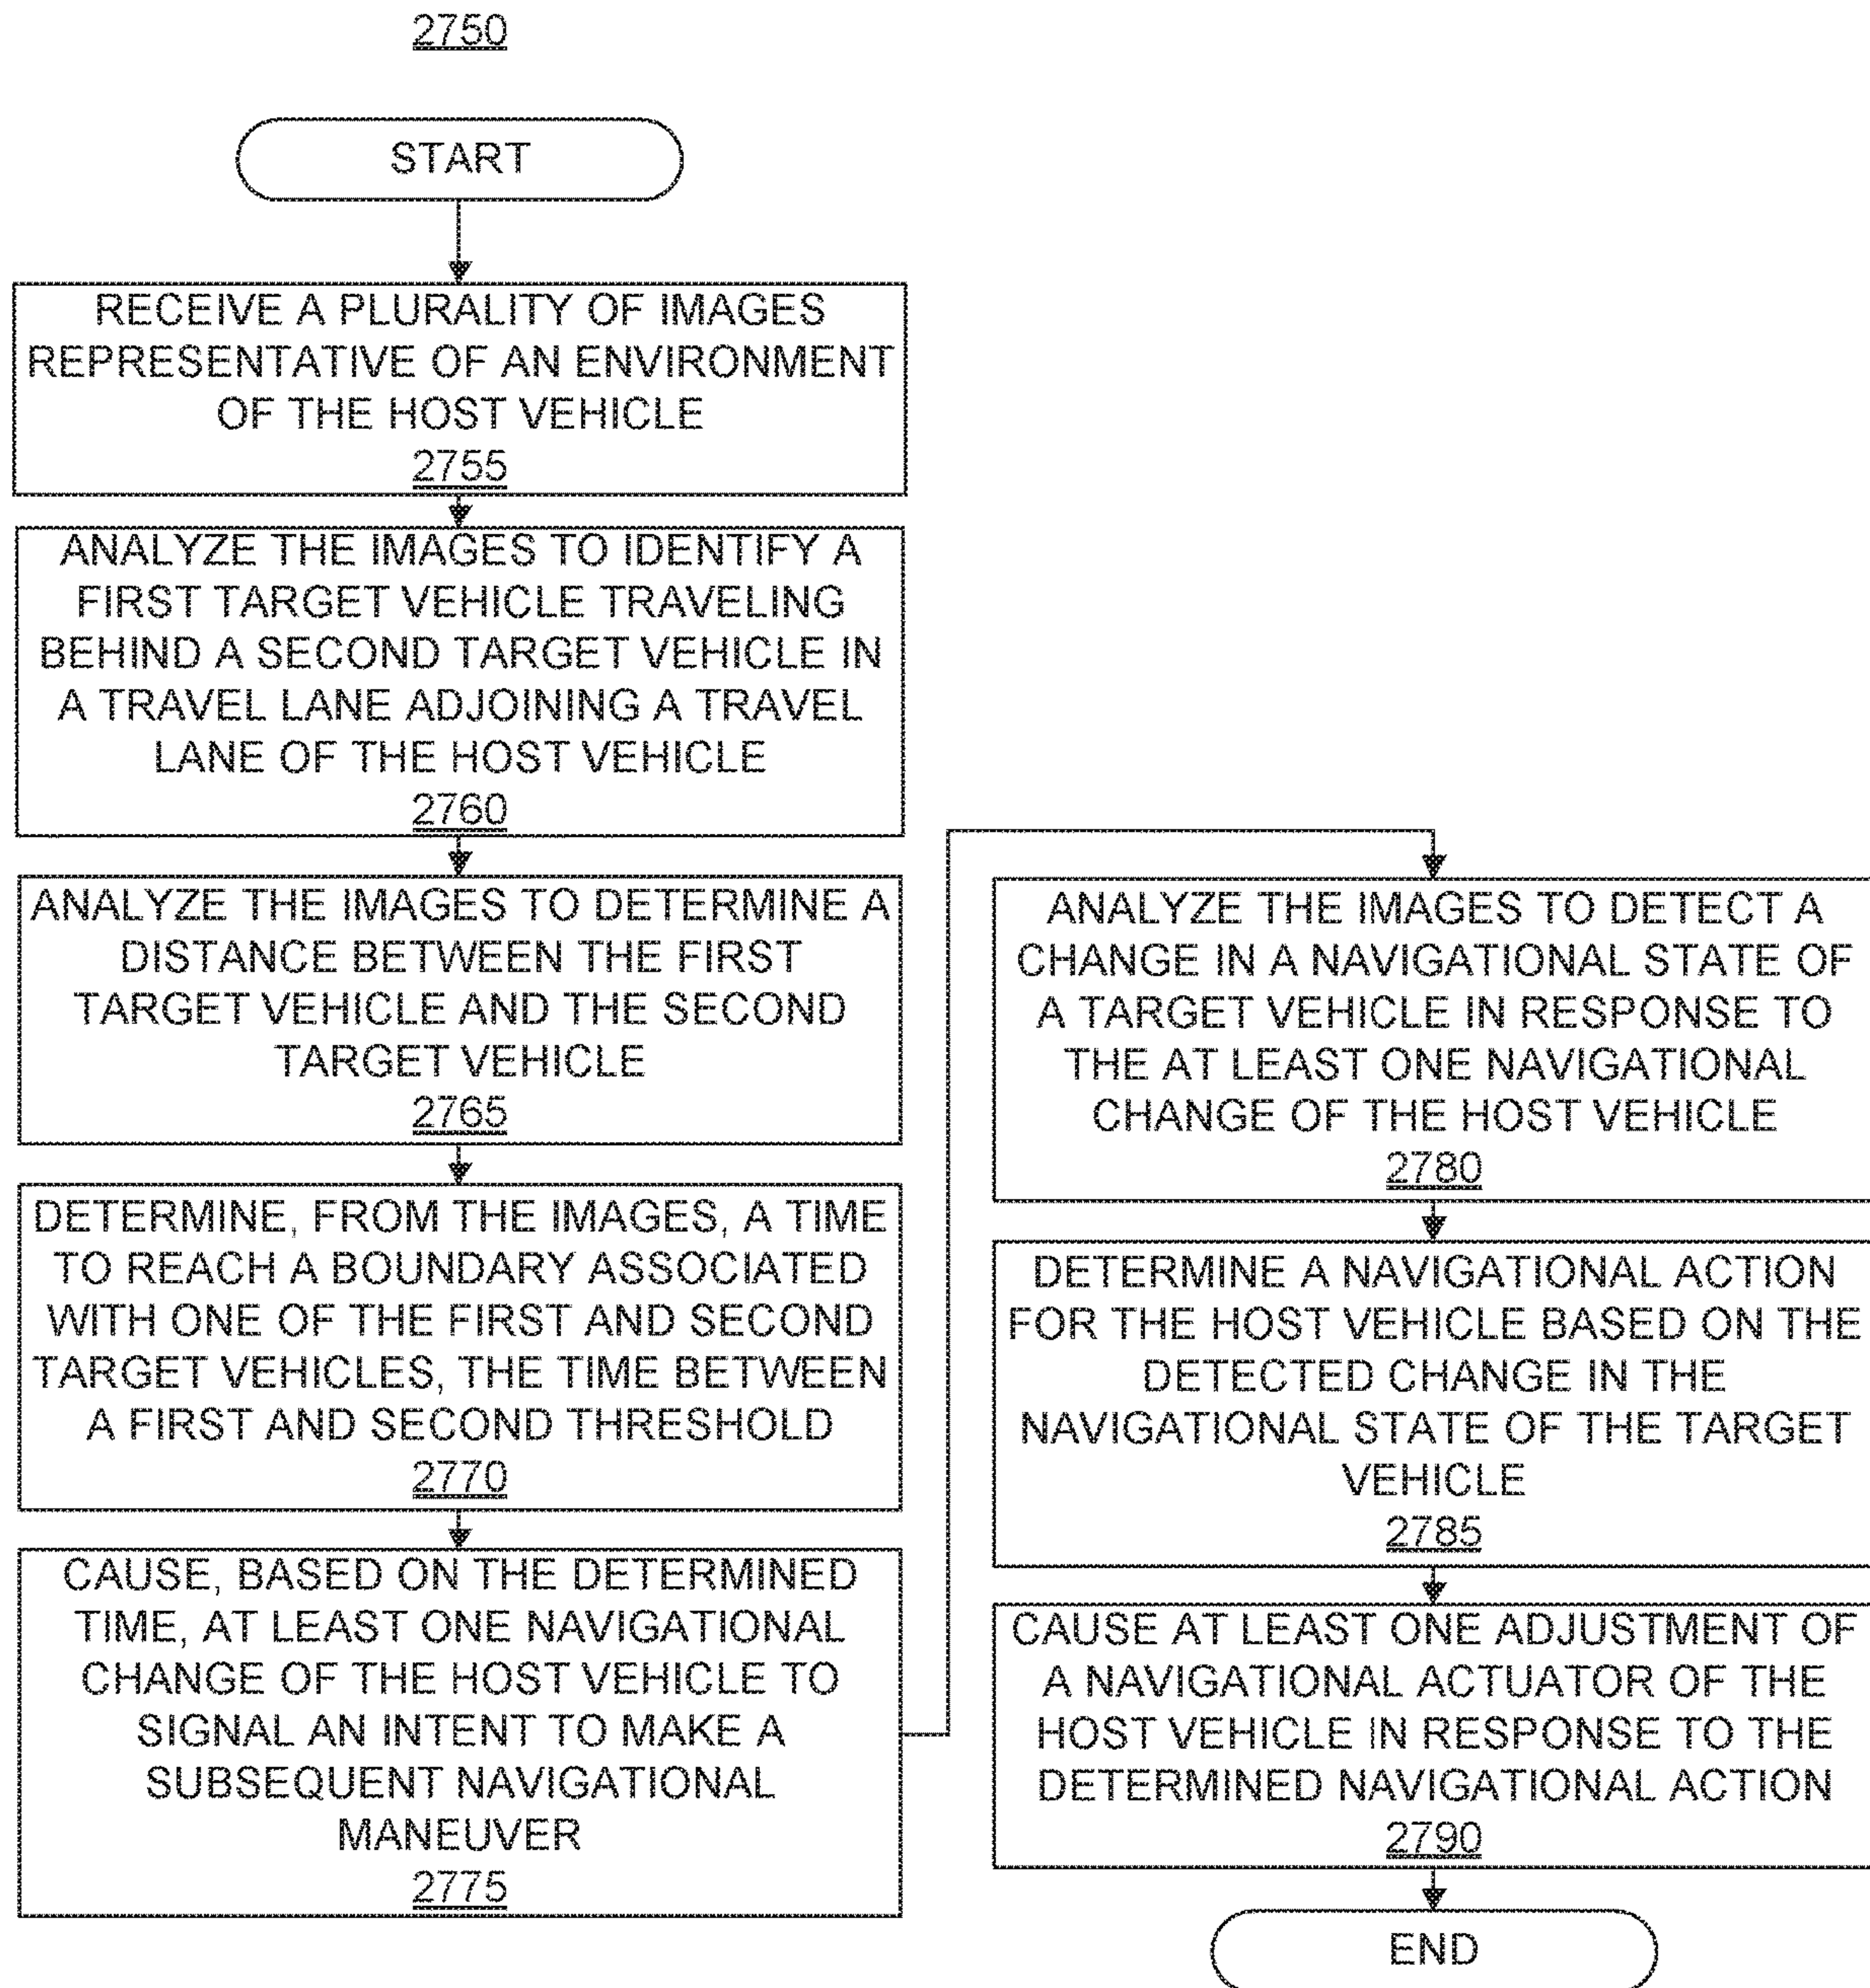 2750
START
RECEIVE A PLURALITY OF IMAGES
REPRESENTATIVE OF AN ENVIRONMENT
OF THE HOST VEHICLE
2755
ANALYZE THE IMAGES TO IDENTIFY A
FIRST TARGET VEHICLE TRAVELING
BEHIND A SECOND TARGET VEHICLE IN
A TRAVEL LANE ADJOINING A TRAVEL
LANE OF THE HOST VEHICLE
2760
ANALYZE THE IMAGES TO DETERMINE A
DISTANCE BETWEEN THE FIRST
TARGET VEHICLE AND THE SECOND
TARGET VEHICLE
2765
DETERMINE, FROM THE IMAGES, A TIME
TO REACH A BOUNDARY ASSOCIATED
WITH ONE OF THE FIRST AND SECOND
TARGET VEHICLES, THE TIME BETWEEN
A FIRST AND SECOND THRESHOLD
2770
CAUSE, BASED ON THE DETERMINED
TIME, AT LEAST ONE NAVIGATIONAL
CHANGE OF THE HOST VEHICLE TO
SIGNAL AN INTENT TO MAKE A
SUBSEQUENT NAVIGATIONAL
MANEUVER
2775
ANALYZE THE IMAGES TO DETECT A
CHANGE IN A NAVIGATIONAL STATE OF
A TARGET VEHICLE IN RESPONSE TO
THE AT LEAST ONE NAVIGATIONAL
CHANGE OF THE HOST VEHICLE
2780
DETERMINE A NAVIGATIONAL ACTION
FOR THE HOST VEHICLE BASED ON THE
DETECTED CHANGE IN THE
NAVIGATIONAL STATE OF THE TARGET
VEHICLE
2785
CAUSE AT LEAST ONE ADJUSTMENT OF
A NAVIGATIONAL ACTUATOR OF THE
HOST VEHICLE IN RESPONSE TO THE
DETERMINED NAVIGATIONAL ACTION
2790
END